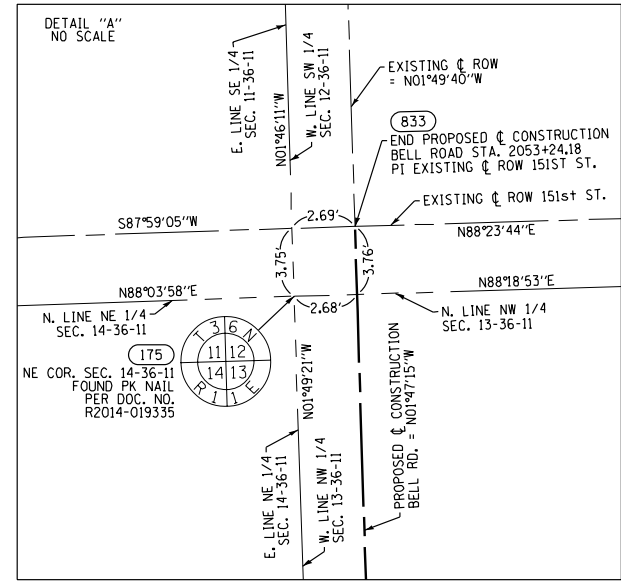 DETAIL "A"
NO SCALE
E. LINE SE 1/4
SEC. 11-36-11
N01°46'11"W
W. LINE SW 1/4
SEC. 12-36-11
EXISTING ℄ ROW
= N01°49'40"W
833
END PROPOSED ℄ CONSTRUCTION
BELL ROAD STA. 2053+24.18
PI EXISTING ℄ ROW 151ST ST.
EXISTING ℄ ROW 151st ST.
S87°59'05"W
2.69'
N88°23'44"E
3.75'
3.76'
N88°03'58"E
2.68'
N88°18'53"E
N. LINE NE 1/4
SEC. 14-36-11
N. LINE NW 1/4
SEC. 13-36-11
T 3 6 N
11 12
14 13
R 1 1 E
175
NE COR. SEC. 14-36-11
FOUND PK NAIL
PER DOC. NO.
R2014-019335
N01°49'21"W
E. LINE NE 1/4
SEC. 14-36-11
W. LINE NW 1/4
SEC. 13-36-11
PROPOSED ℄ CONSTRUCTION
BELL RD. = N01°47'15"W